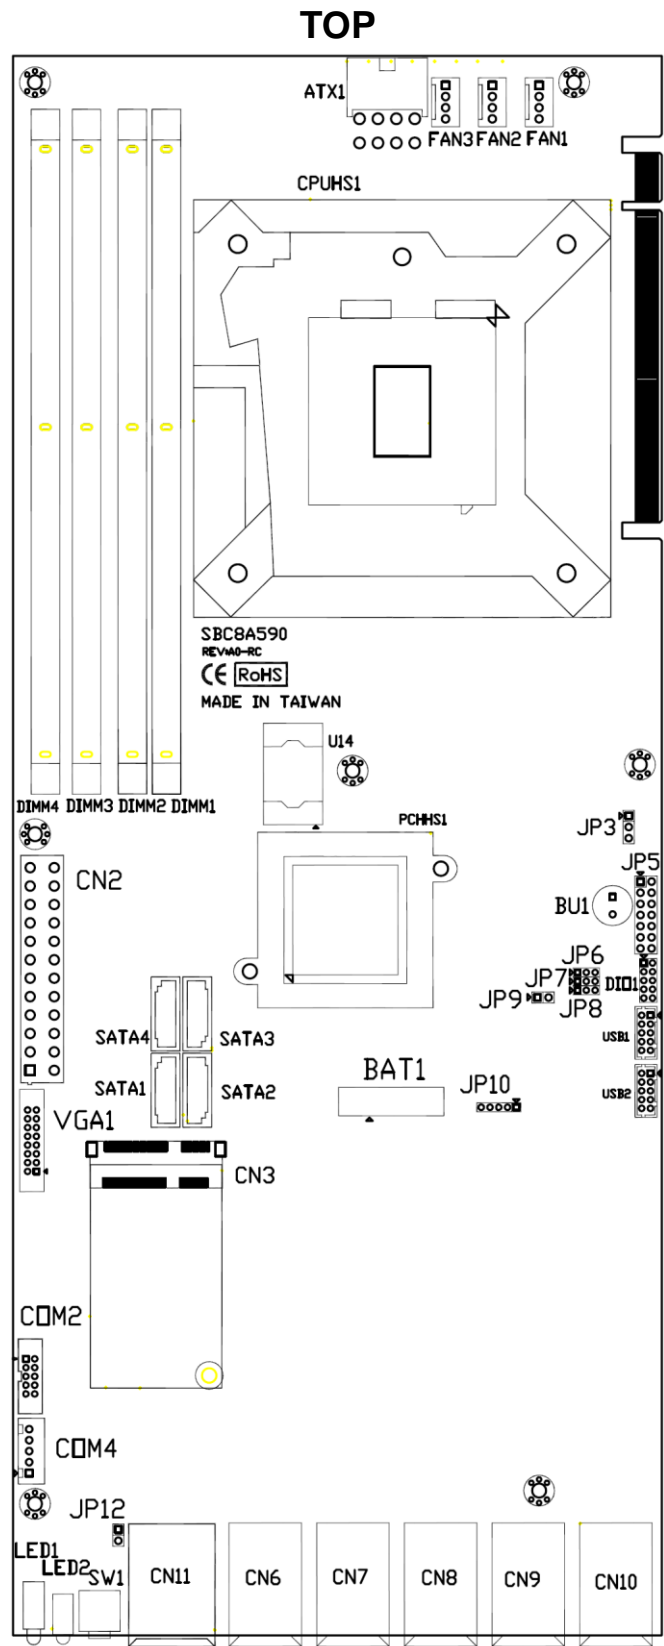 TOP
ATX1
FAN3 FAN2 FAN1
CPUHS1
SBC8A590
REV:A0-RC
CE RoHS
MADE IN TAIWAN
U14
DIMM4 DIMM3 DIMM2 DIMM1
PCHHS1
JP3
CN2
JP5
BU1
JP6
JP7
DIO1
JP9
JP8
SATA4 SATA3
USB1
BAT1
JP10
SATA1 SATA2
USB2
VGA1
CN3
COM2
COM4
JP12
LED1
LED2
SW1
CN11 CN6 CN7 CN8 CN9 CN10